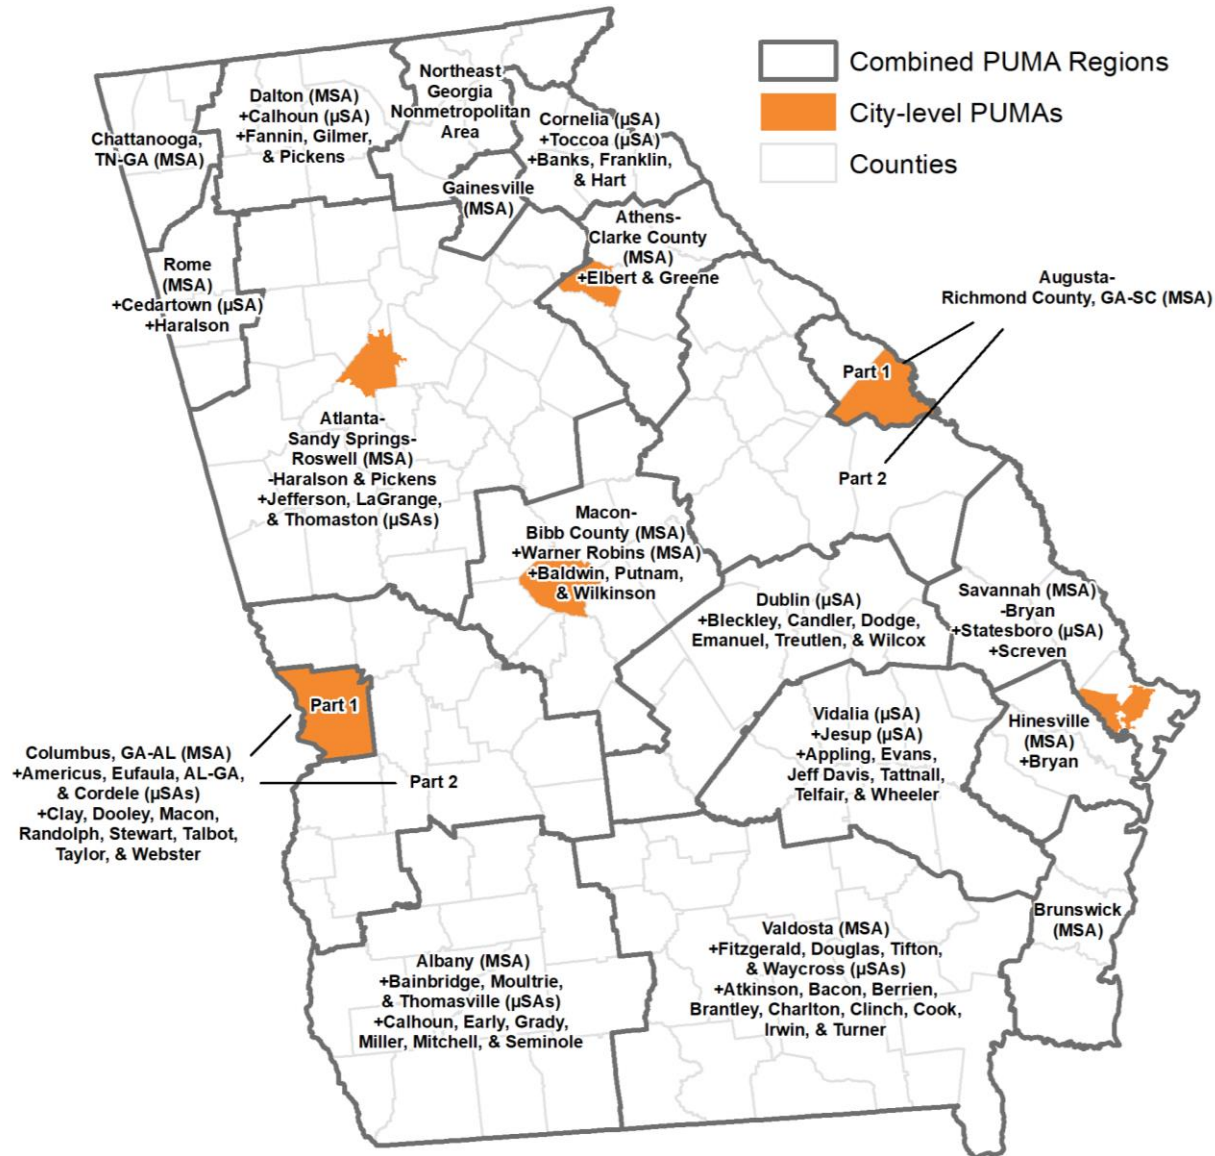 Combined PUMA Regions
City-level PUMAs
Counties
Chattanooga,
TN-GA (MSA)
Dalton (MSA)
+Calhoun (µSA)
+Fannin, Gilmer,
& Pickens
Northeast
Georgia
Nonmetropolitan
Area
Cornelia (µSA)
+Toccoa (µSA)
+Banks, Franklin,
& Hart
Gainesville
(MSA)
Athens-
Clarke County
(MSA)
+Elbert & Greene
Rome
(MSA)
+Cedartown (µSA)
+Haralson
Augusta-
Richmond County, GA-SC (MSA)
Part 1
Part 2
Atlanta-
Sandy Springs-
Roswell (MSA)
-Haralson & Pickens
+Jefferson, LaGrange,
& Thomaston (µSAs)
Macon-
Bibb County (MSA)
+Warner Robins (MSA)
+Baldwin, Putnam,
& Wilkinson
Dublin (µSA)
+Bleckley, Candler, Dodge,
Emanuel, Treutlen, & Wilcox
Savannah (MSA)
-Bryan
+Statesboro (µSA)
+Screven
Part 1
Columbus, GA-AL (MSA)
+Americus, Eufaula, AL-GA,
& Cordele (µSAs)
+Clay, Dooley, Macon,
Randolph, Stewart, Talbot,
Taylor, & Webster
Part 2
Vidalia (µSA)
+Jesup (µSA)
+Appling, Evans,
Jeff Davis, Tattnall,
Telfair, & Wheeler
Hinesville
(MSA)
+Bryan
Brunswick
(MSA)
Albany (MSA)
+Bainbridge, Moultrie,
& Thomasville (µSAs)
+Calhoun, Early, Grady,
Miller, Mitchell, & Seminole
Valdosta (MSA)
+Fitzgerald, Douglas, Tifton,
& Waycross (µSAs)
+Atkinson, Bacon, Berrien,
Brantley, Charlton, Clinch, Cook,
Irwin, & Turner